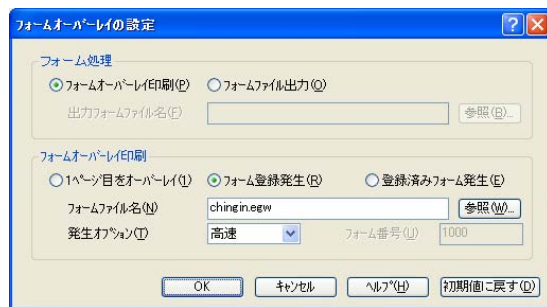 フォームオーバーレイの設定
フォーム処理
フォームオーバーレイ印刷(P) フォームファイル出力(O)
出力フォームファイル名(F) 参照(B)...
フォームオーバーレイ印刷
1ページ目をオーバーレイ(1) フォーム登録発生(R) 登録済みフォーム発生(E)
フォームファイル名(N) chingin.egw 参照(W)...
発生オプション(T) 高速 フォーム番号(U) 1000
OK キャンセル ヘルプ(H) 初期値に戻す(D)